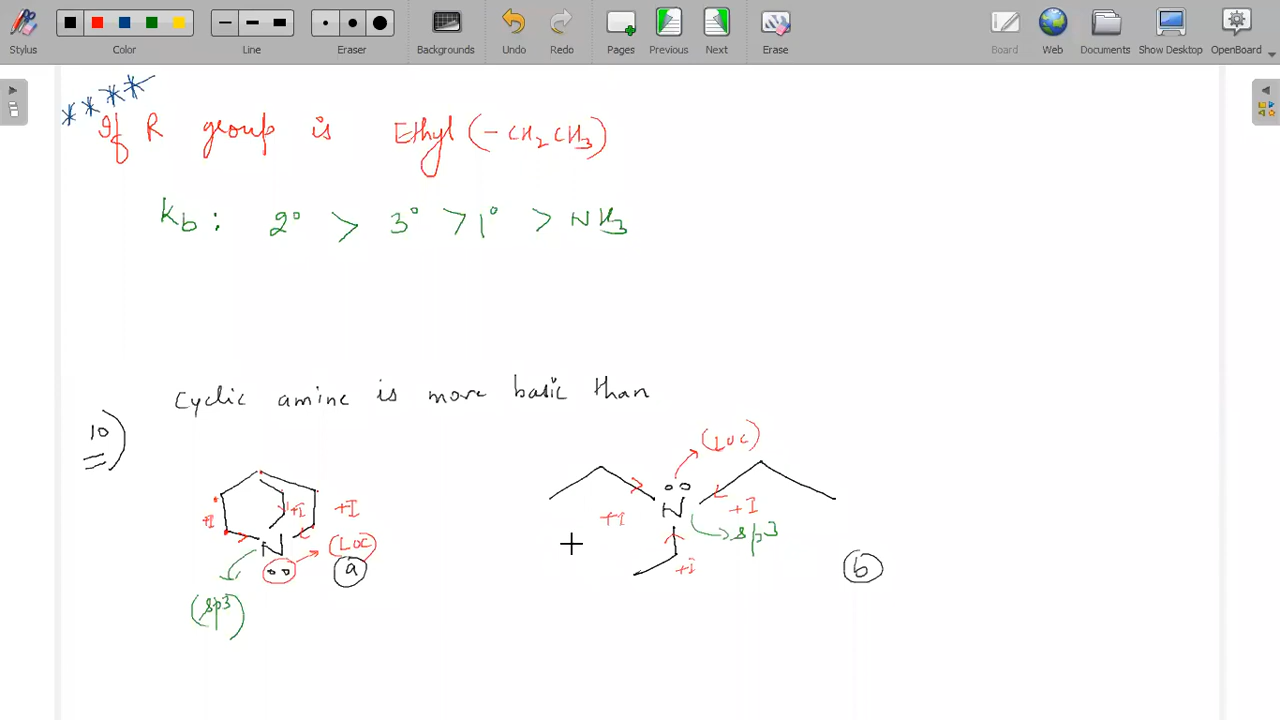 Stylus Color Line Eraser Backgrounds Undo Redo Pages Previous Next Erase Board Web Documents Show Desktop OpenBoard
****
If R group is Ethyl (-CH2CH3)
Kb : 2° > 3° > 1° > NH3
Cyclic amine is more basic than
10)
(LOC)
+I +I +I
N
(LOC)
(sp3)
a
N
+I +I
sp3
+I
b